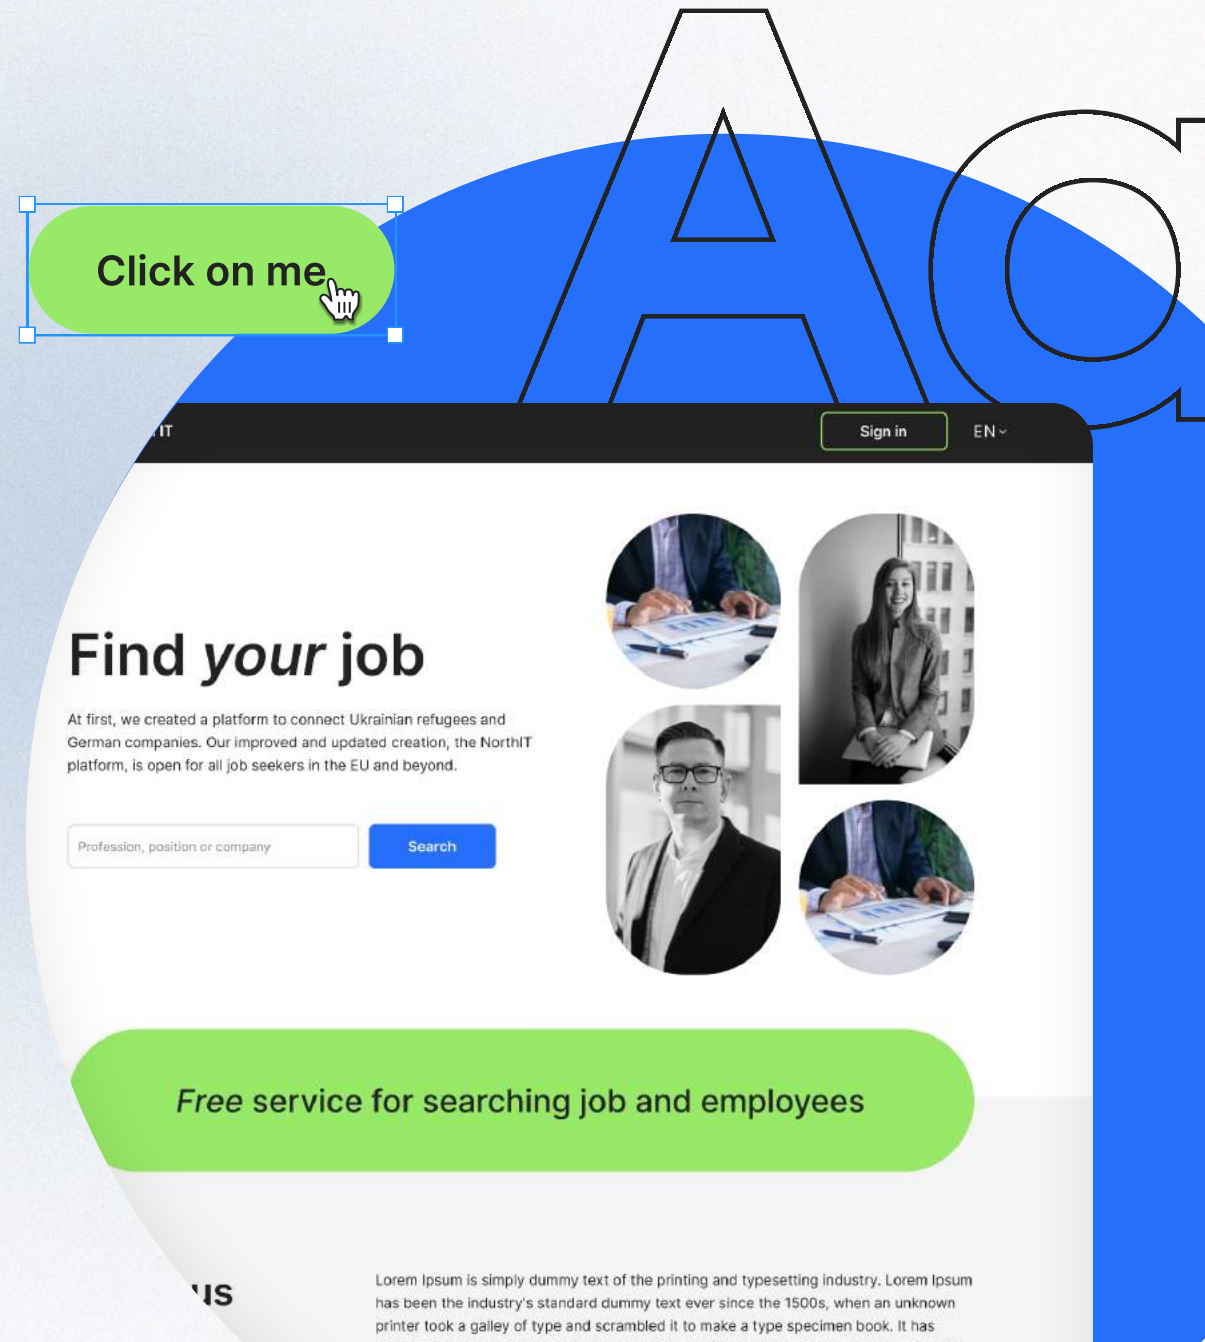 Aa
Click on me
IT
Sign in
EN
Find your job
At first, we created a platform to connect Ukrainian refugees and
German companies. Our improved and updated creation, the NorthIT
platform, is open for all job seekers in the EU and beyond.
Profession, position or company
Search
Free service for searching job and employees
us
Lorem Ipsum is simply dummy text of the printing and typesetting industry. Lorem Ipsum
has been the industry's standard dummy text ever since the 1500s, when an unknown
printer took a galley of type and scrambled it to make a type specimen book. It has